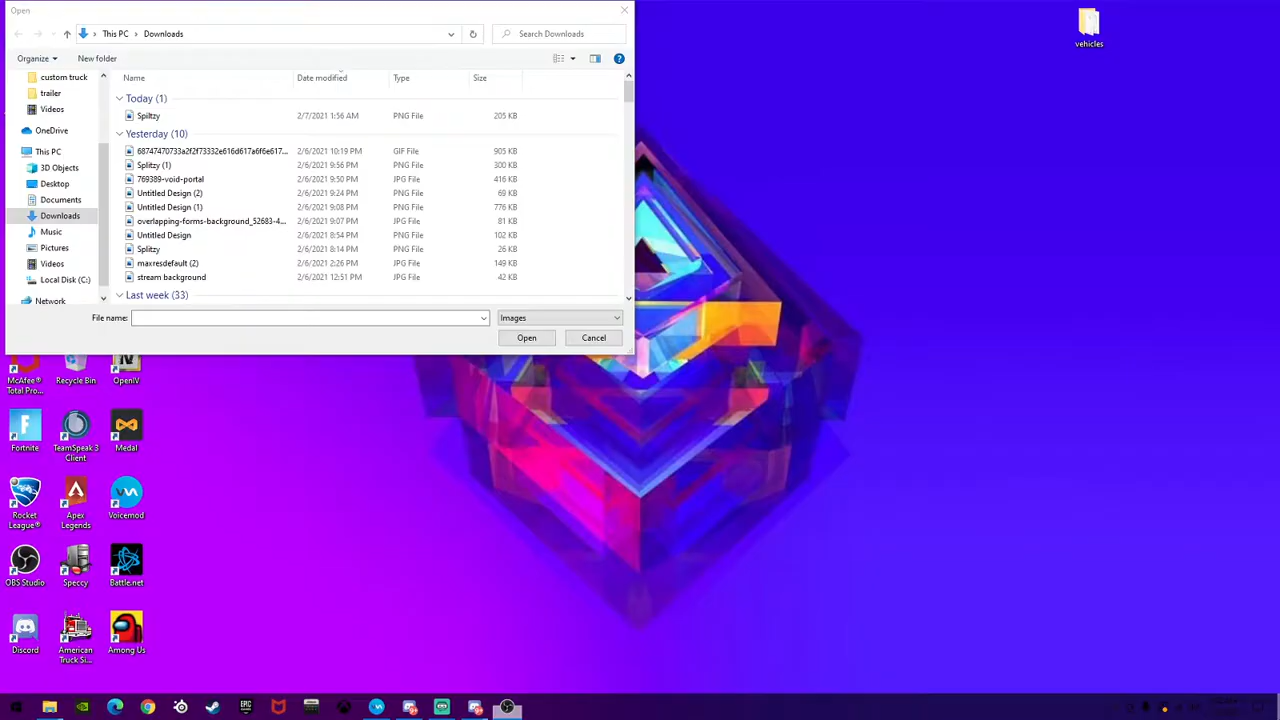 Open
This PC > Downloads
Search Downloads
Organize
New folder
Name
Date modified
Type
Size
custom truck
trailer
Videos
OneDrive
This PC
3D Objects
Desktop
Documents
Downloads
Music
Pictures
Videos
Local Disk (C:)
Network
Today (1)
Spiltzy 2/7/2021 1:56 AM PNG File 205 KB
Yesterday (10)
68747470733a2f2f73332e616d617a6f6e617... 2/6/2021 10:19 PM GIF File 905 KB
Splitzy (1) 2/6/2021 9:56 PM PNG File 300 KB
769389-void-portal 2/6/2021 9:50 PM JPG File 416 KB
Untitled Design (2) 2/6/2021 9:24 PM PNG File 69 KB
Untitled Design (1) 2/6/2021 9:08 PM PNG File 776 KB
overlapping-forms-background_52683-4... 2/6/2021 9:07 PM JPG File 81 KB
Untitled Design 2/6/2021 8:54 PM PNG File 102 KB
Splitzy 2/6/2021 8:14 PM PNG File 26 KB
maxresdefault (2) 2/6/2021 2:26 PM JPG File 149 KB
stream background 2/6/2021 12:51 PM JPG File 42 KB
Last week (33)
File name:
Images
Open
Cancel
vehicles
McAfee®
Total Pro...
Recycle Bin
OpenIV
Fortnite
TeamSpeak 3
Client
Medal
Rocket
League®
Apex
Legends
Voicemod
OBS Studio
Speccy
Battle.net
Discord
American
Truck Si...
Among Us
EPIC